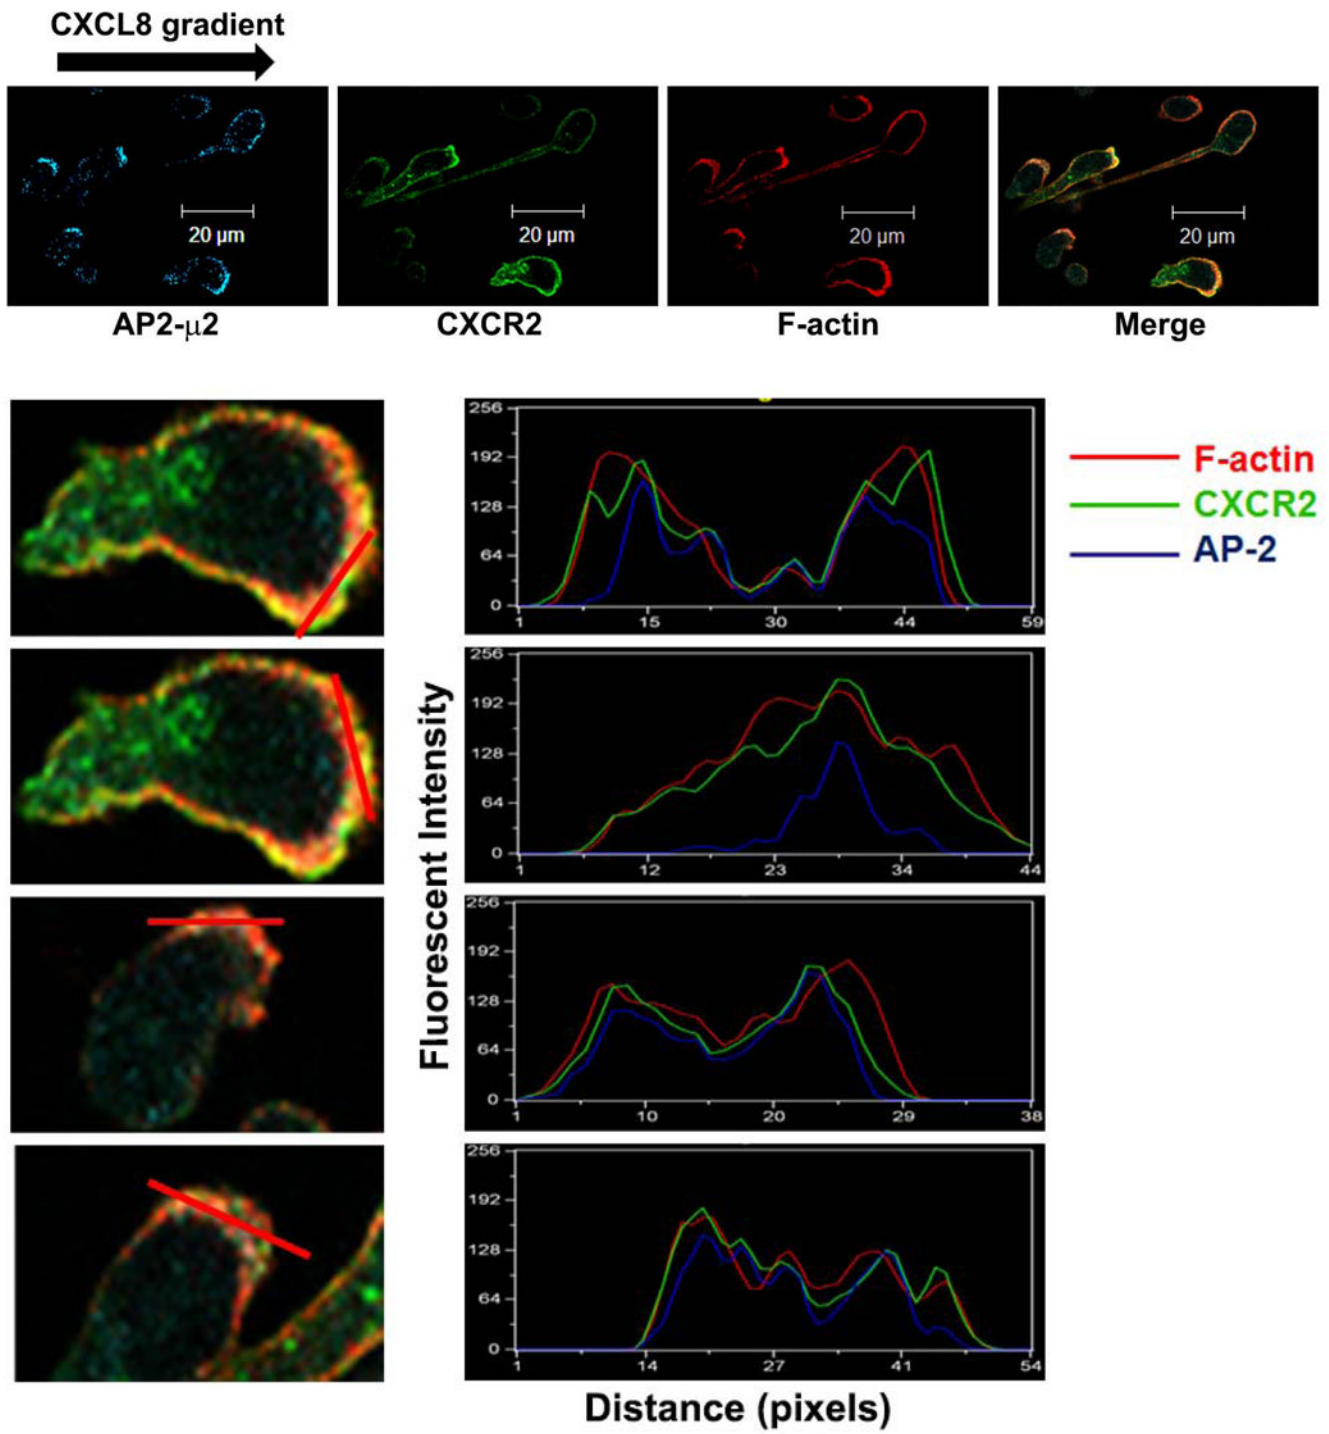 CXCL8 gradient
20 µm
20 µm
20 µm
20 µm
AP2-µ2
CXCR2
F-actin
Merge
256
192
128
64
0
1
15
30
44
59
F-actin
CXCR2
AP-2
256
192
128
64
0
1
12
23
34
44
Fluorescent Intensity
256
192
128
64
0
1
10
20
29
38
256
192
128
64
0
1
14
27
41
54
Distance (pixels)